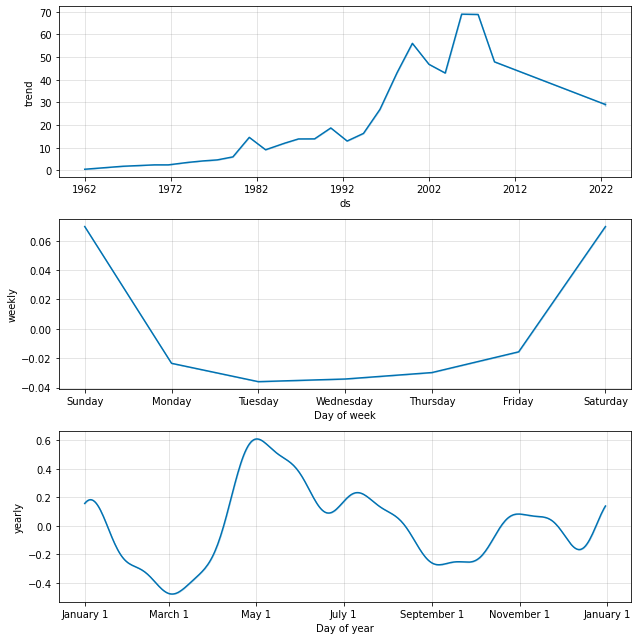 70
60
50
40
30
20
10
0
trend
1962 1972 1982 1992 2002 2012 2022
ds
0.06
0.04
0.02
0.00
−0.02
−0.04
weekly
Sunday Monday Tuesday Wednesday Thursday Friday Saturday
Day of week
0.6
0.4
0.2
0.0
−0.2
−0.4
yearly
January 1 March 1 May 1 July 1 September 1 November 1 January 1
Day of year